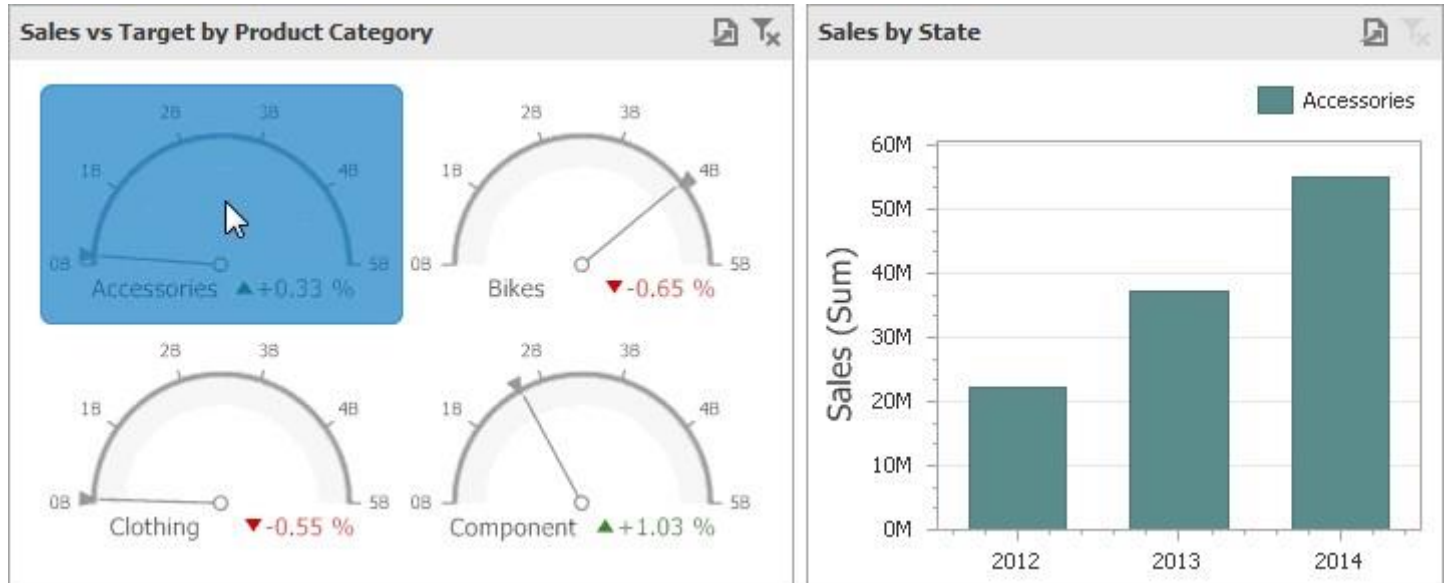 Sales vs Target by Product Category
2B 3B
1B 4B
0B 5B
Accessories ▲+0.33 %
2B 3B
1B 4B
0B 5B
Bikes ▼-0.65 %
2B 3B
1B 4B
0B 5B
Clothing ▼-0.55 %
2B 3B
1B 4B
0B 5B
Component ▲+1.03 %
Sales by State
Accessories
Sales (Sum)
60M
50M
40M
30M
20M
10M
0M
2012 2013 2014